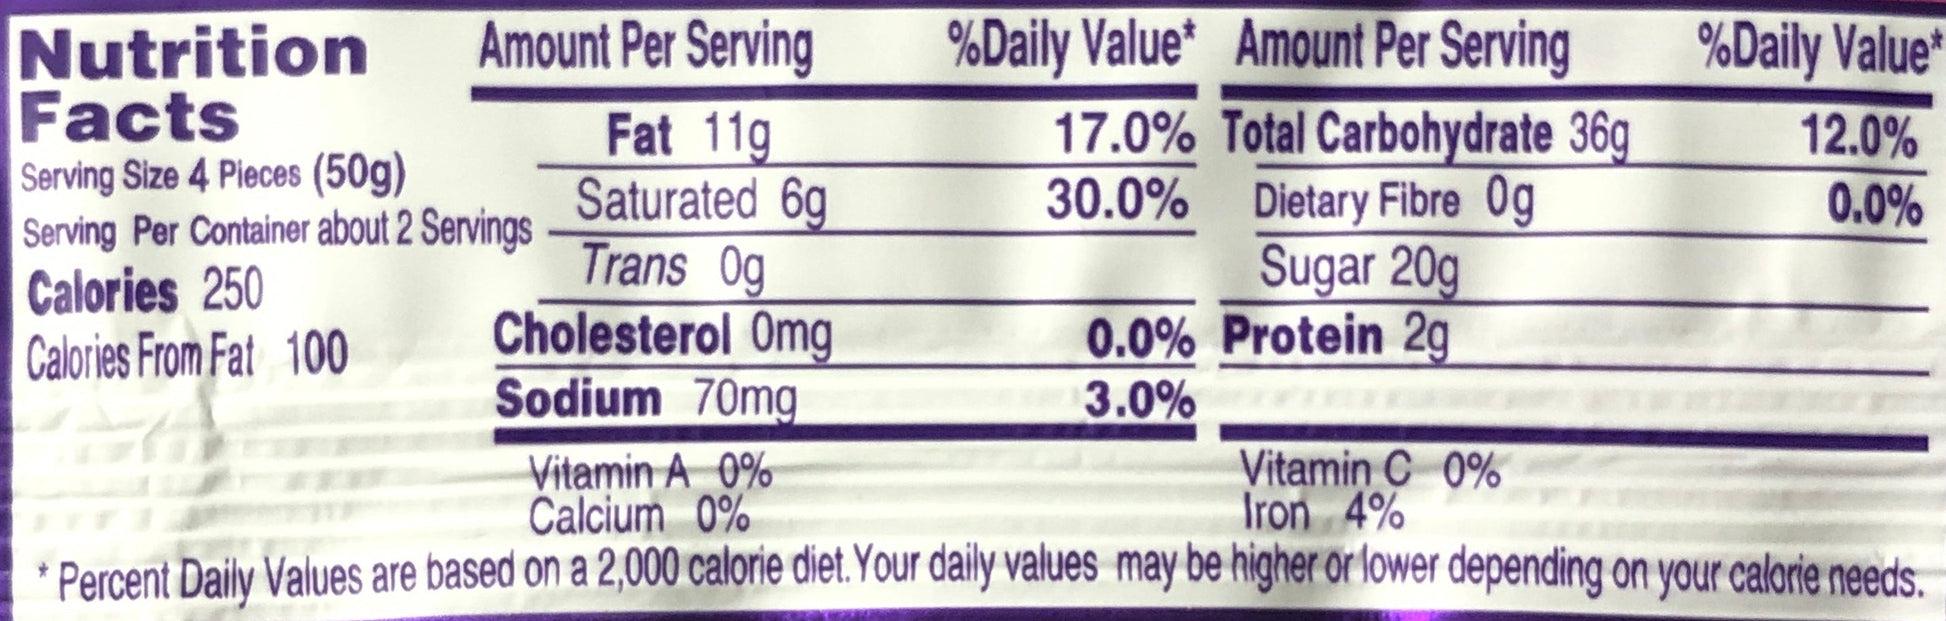 Nutrition
Facts
Serving Size 4 Pieces (50g)
Serving Per Container about 2 Servings
Calories 250
Calories From Fat 100
Amount Per Serving %Daily Value*
Fat 11g 17.0%
Saturated 6g 30.0%
Trans 0g
Cholesterol 0mg 0.0%
Sodium 70mg 3.0%
Vitamin A 0%
Calcium 0%
Amount Per Serving %Daily Value*
Total Carbohydrate 36g 12.0%
Dietary Fibre 0g 0.0%
Sugar 20g
Protein 2g
Vitamin C 0%
Iron 4%
* Percent Daily Values are based on a 2,000 calorie diet. Your daily values may be higher or lower depending on your calorie needs.